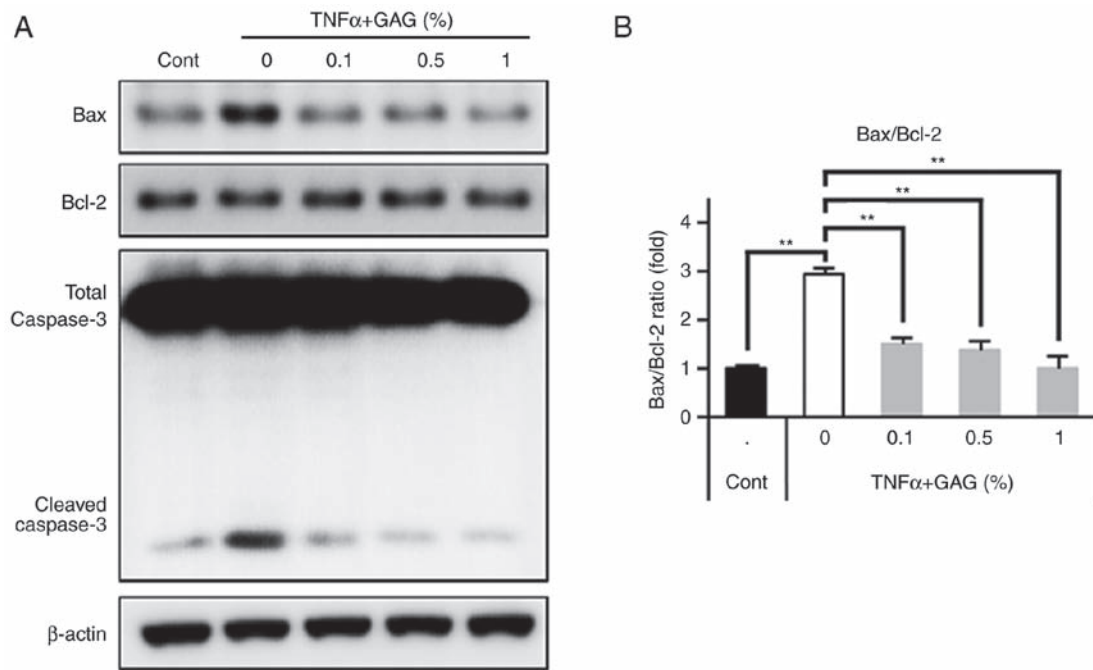 A
TNFα+GAG (%)
Cont 0 0.1 0.5 1
Bax
Bcl-2
Total
Caspase-3
Cleaved
caspase-3
β-actin
B
Bax/Bcl-2
**
**
**
**
Bax/Bcl-2 ratio (fold)
4
3
2
1
0
. 0 0.1 0.5 1
Cont TNFα+GAG (%)